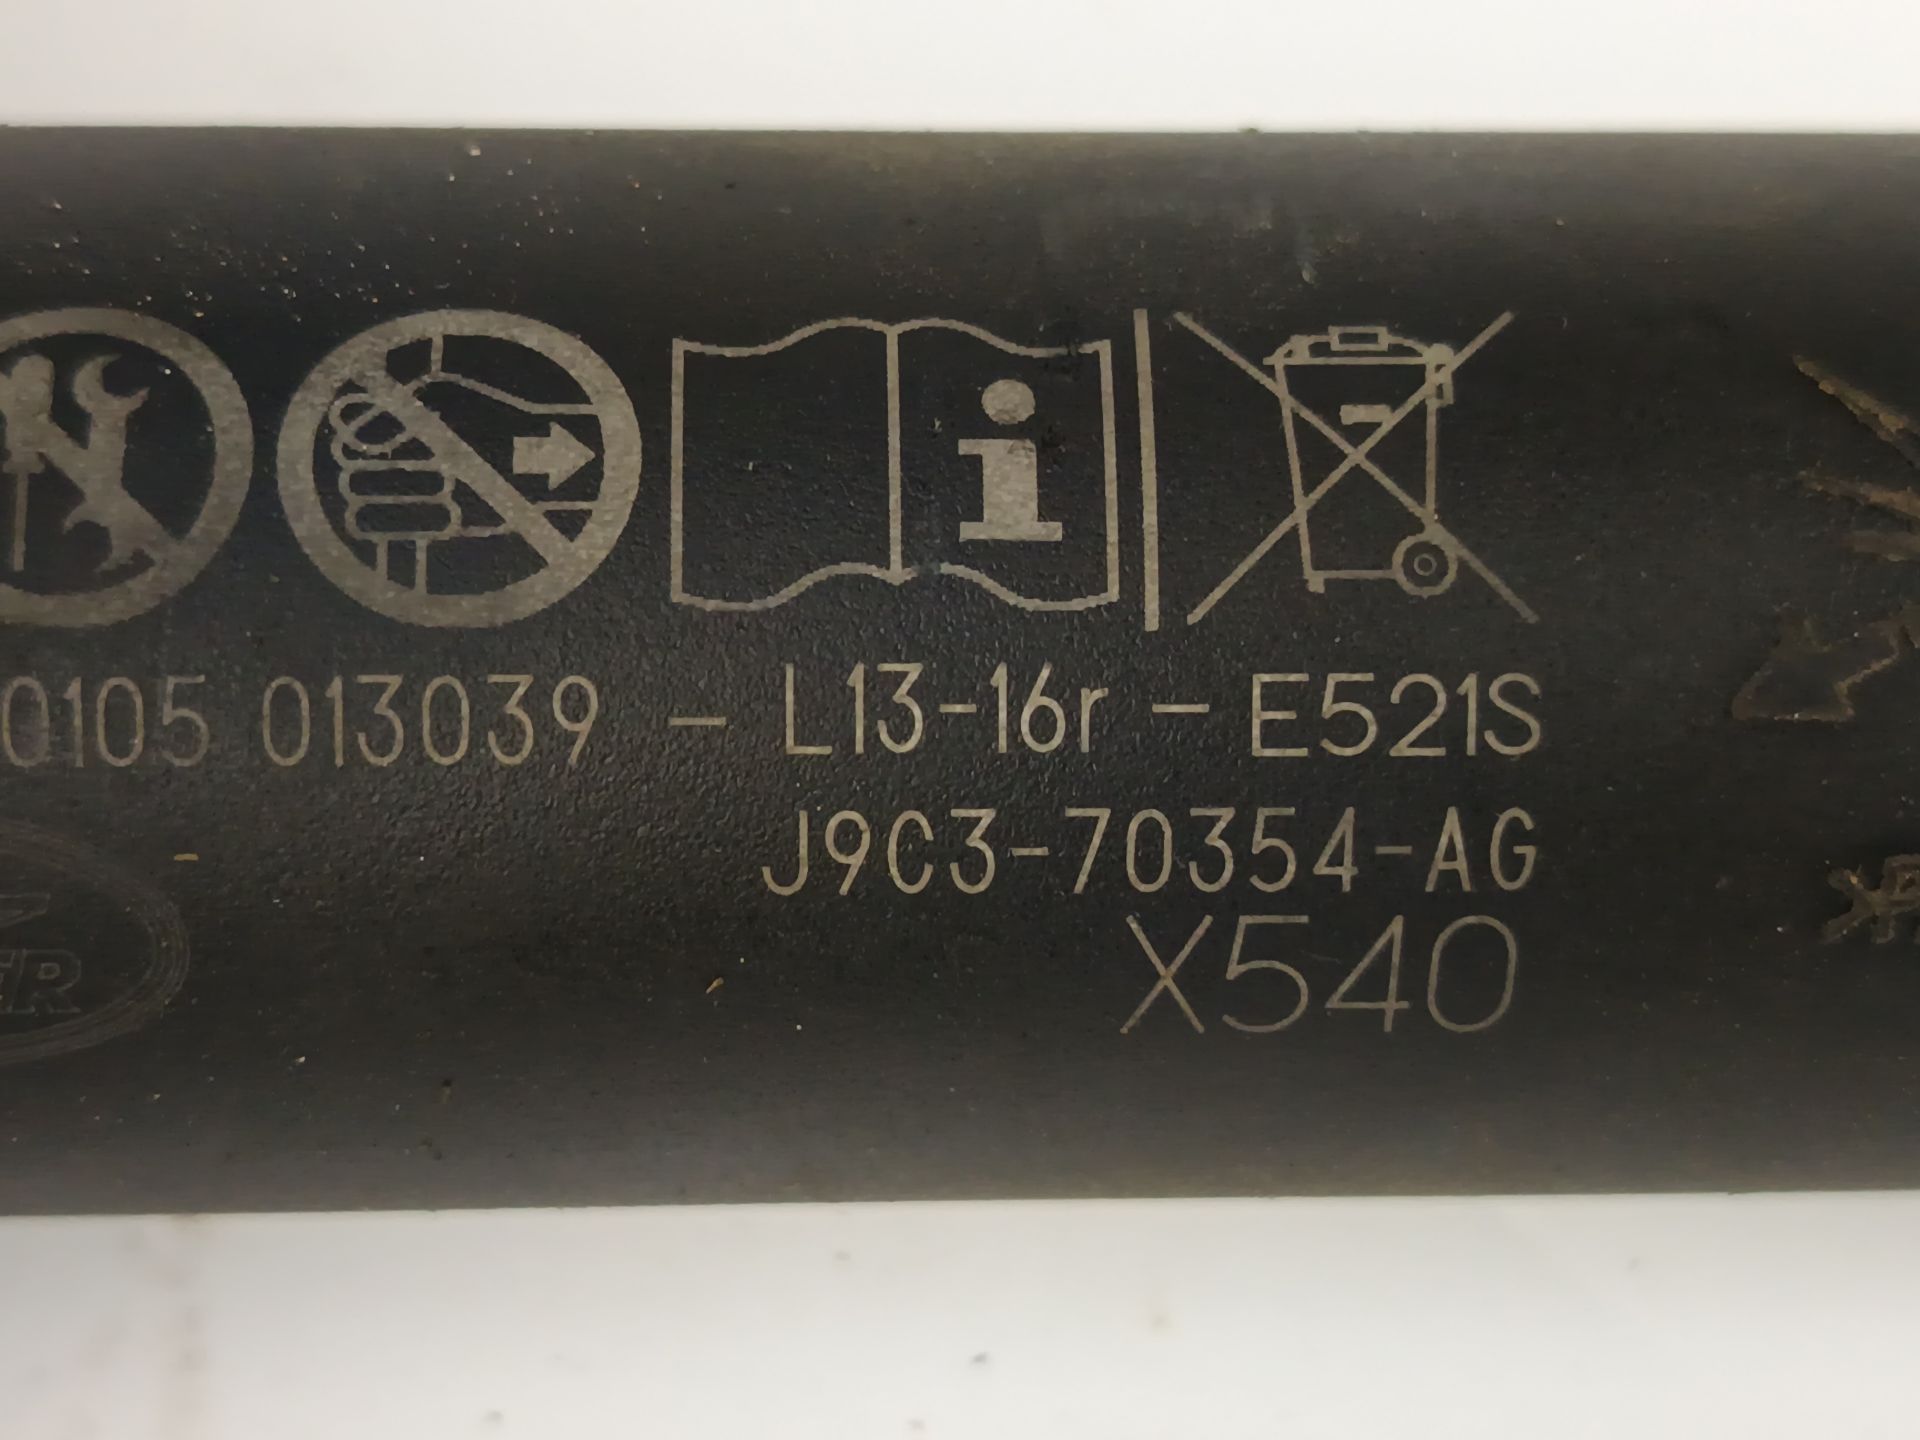 0105 013039 - L13-16r - E521S
J9C3-70354-AG
X540